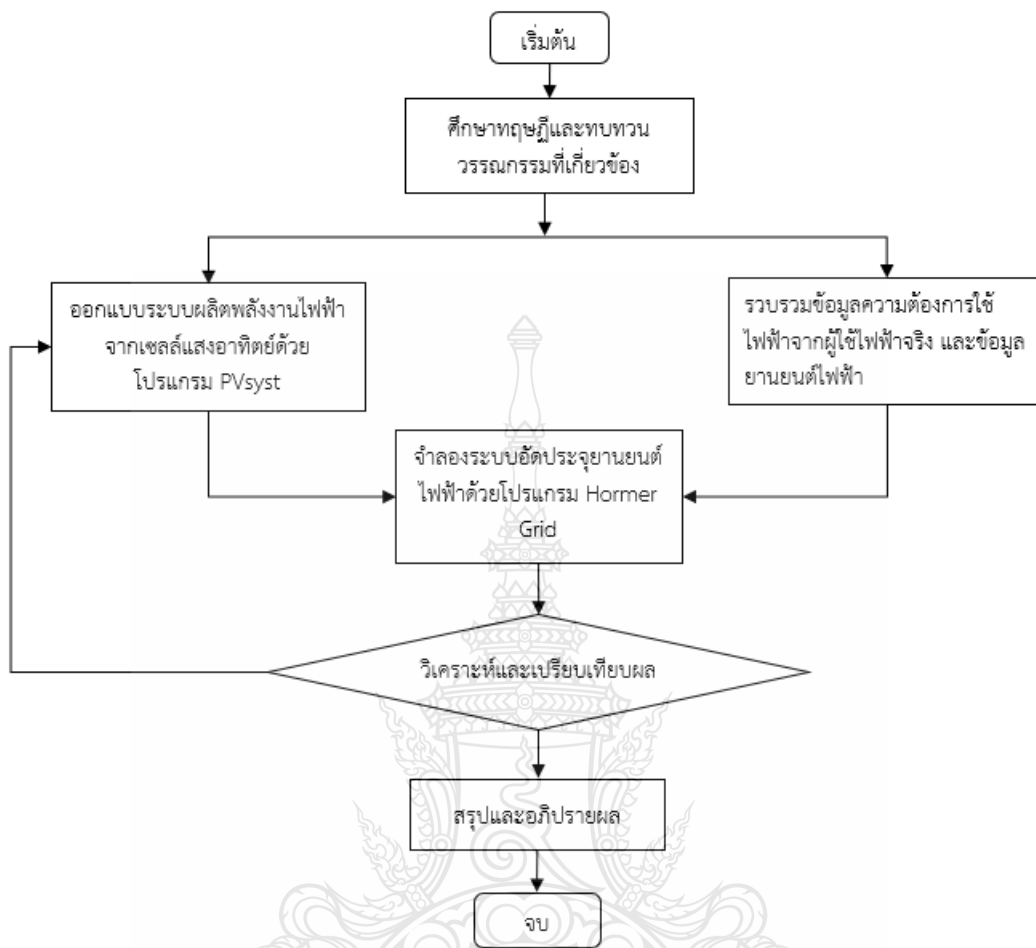 เริ่มต้น
ศึกษาทฤษฎีและทบทวน
วรรณกรรมที่เกี่ยวข้อง
ออกแบบระบบผลิตพลังงานไฟฟ้า
จากเซลล์แสงอาทิตย์ด้วย
โปรแกรม PVsyst
รวบรวมข้อมูลความต้องการใช้
ไฟฟ้าจากผู้ใช้ไฟฟ้าจริง และข้อมูล
ยานยนต์ไฟฟ้า
จำลองระบบอัดประจุยานยนต์
ไฟฟ้าด้วยโปรแกรม Hormer
Grid
วิเคราะห์และเปรียบเทียบผล
สรุปและอภิปรายผล
จบ